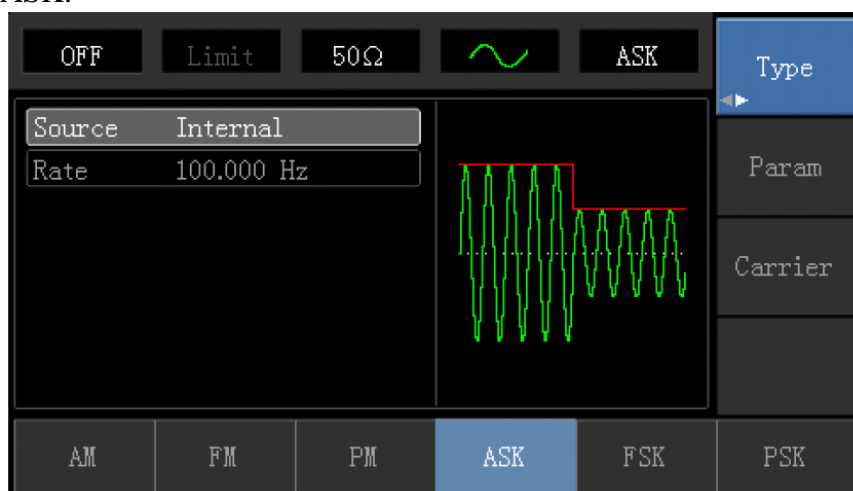 ASK.
OFF Limit 50Ω ASK Type
Source Internal
Rate 100.000 Hz
Param
Carrier
AM FM PM ASK FSK PSK